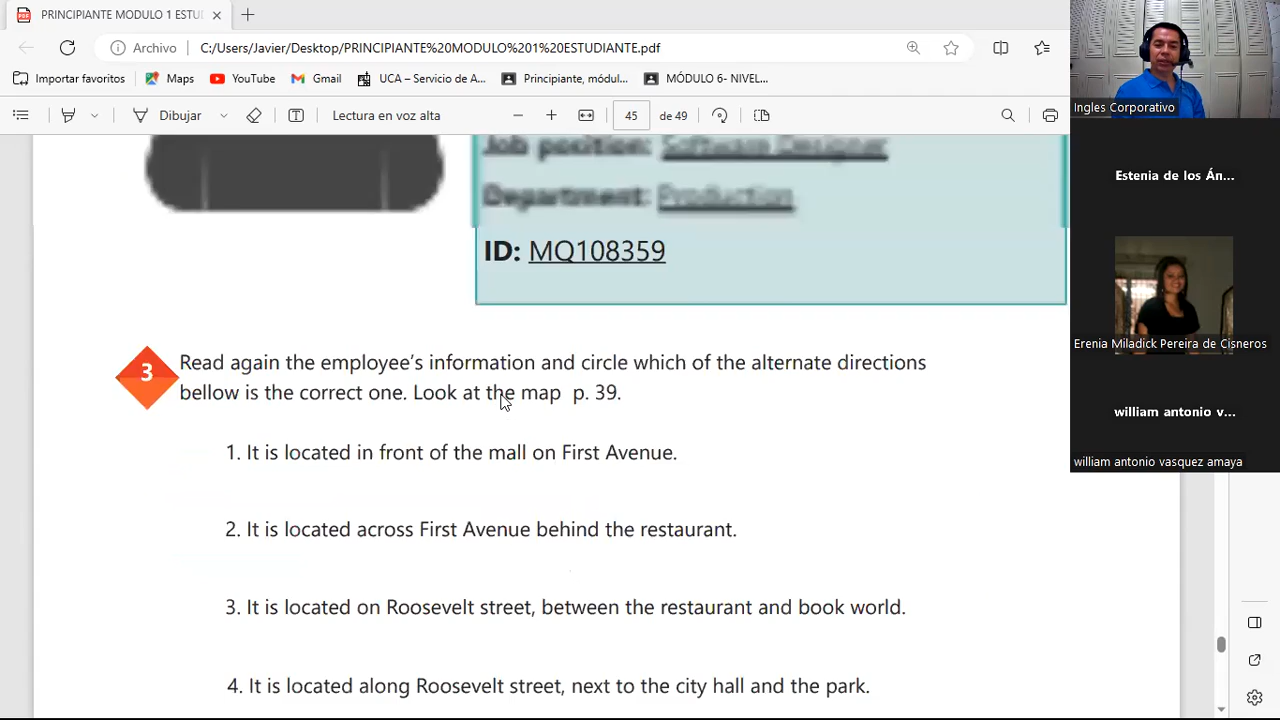 PRINCIPIANTE MODULO 1 ESTU
Archivo C:/Users/Javier/Desktop/PRINCIPIANTE%20MODULO%201%20ESTUDIANTE.pdf
Importar favoritos Maps YouTube Gmail UCA – Servicio de A... Principiante, módul... MÓDULO 6- NIVEL...
Dibujar Lectura en voz alta 45 de 49
Job position: Software Designer
Department: Production
ID: MQ108359
3 Read again the employee's information and circle which of the alternate directions
bellow is the correct one. Look at the map p. 39.
1. It is located in front of the mall on First Avenue.
2. It is located across First Avenue behind the restaurant.
3. It is located on Roosevelt street, between the restaurant and book world.
4. It is located along Roosevelt street, next to the city hall and the park.
Ingles Corporativo
Estenia de los Án...
Erenia Miladick Pereira de Cisneros
william antonio v...
william antonio vasquez amaya